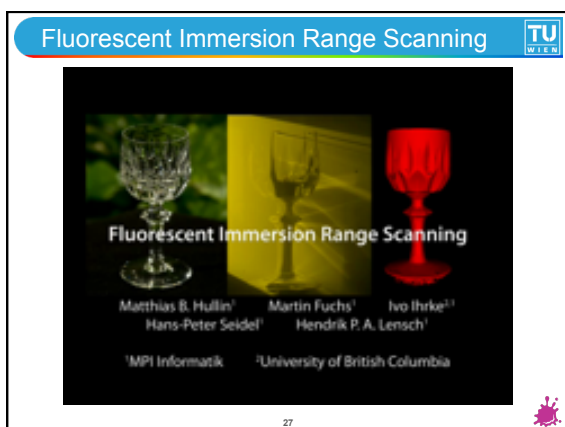 Fluorescent Immersion Range Scanning
TU
WIEN
Fluorescent Immersion Range Scanning
Matthias B. Hullin¹ Martin Fuchs¹ Ivo Ihrke²,¹
Hans-Peter Seidel¹ Hendrik P. A. Lensch¹
¹MPI Informatik ²University of British Columbia
27